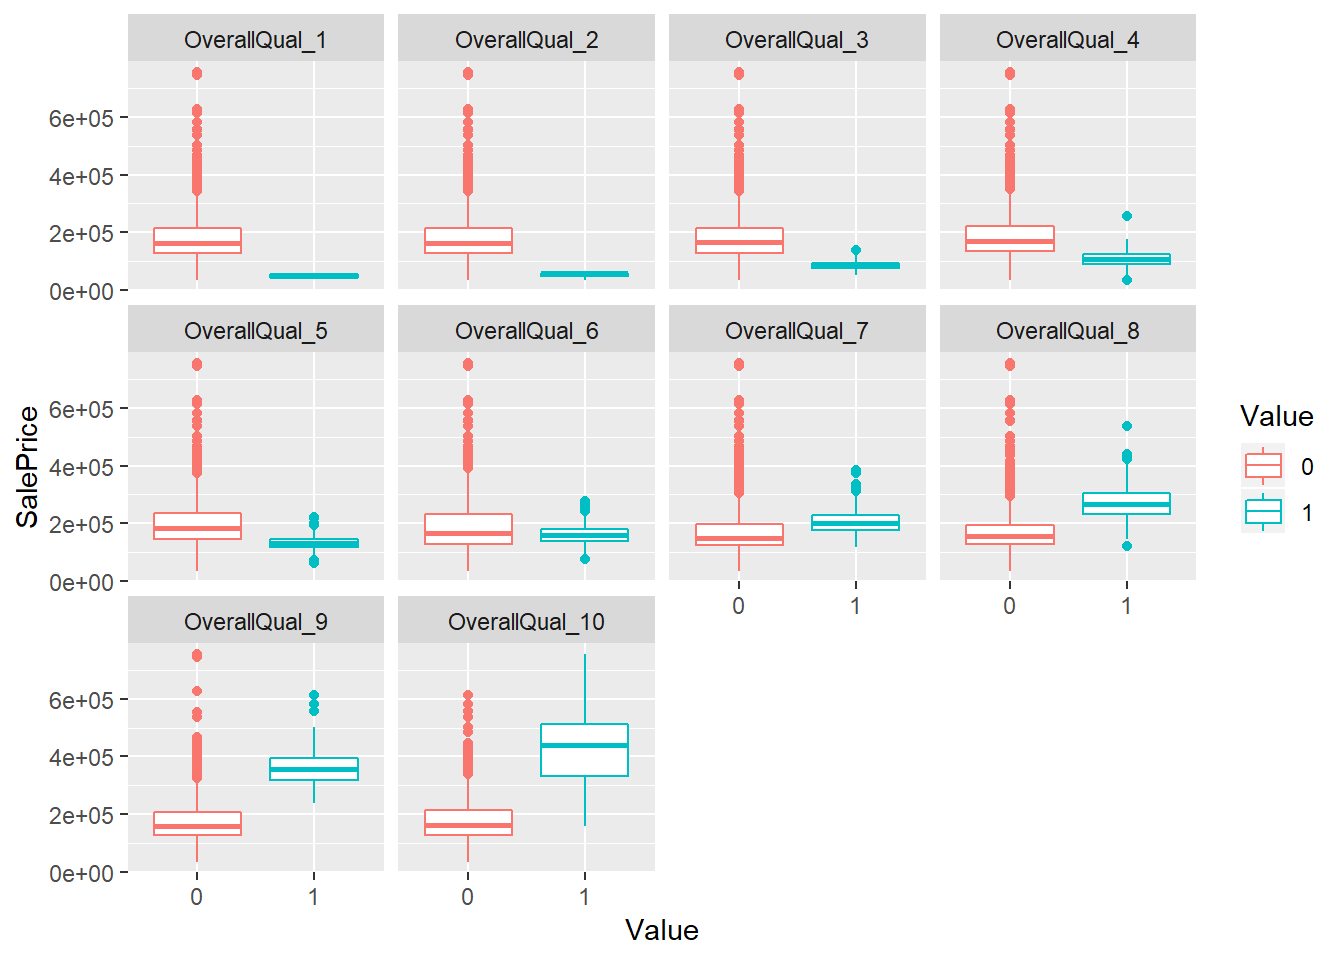 OverallQual_1 OverallQual_2 OverallQual_3 OverallQual_4
6e+05
4e+05
2e+05
0e+00
OverallQual_5 OverallQual_6 OverallQual_7 OverallQual_8
6e+05
4e+05
2e+05
0e+00
0 1 0 1
OverallQual_9 OverallQual_10
6e+05
4e+05
2e+05
0e+00
0 1 0 1
SalePrice
Value
Value
0
1